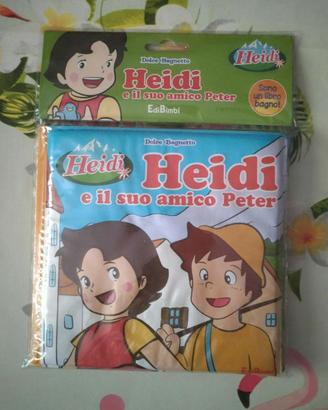 Dolce Bagnetto
Heidi
e il suo amico Peter
EdiBimbi
Heidi
Sono
un libro
bagno!
Dolce Bagnetto
Heidi
Heidi
e il suo amico Peter